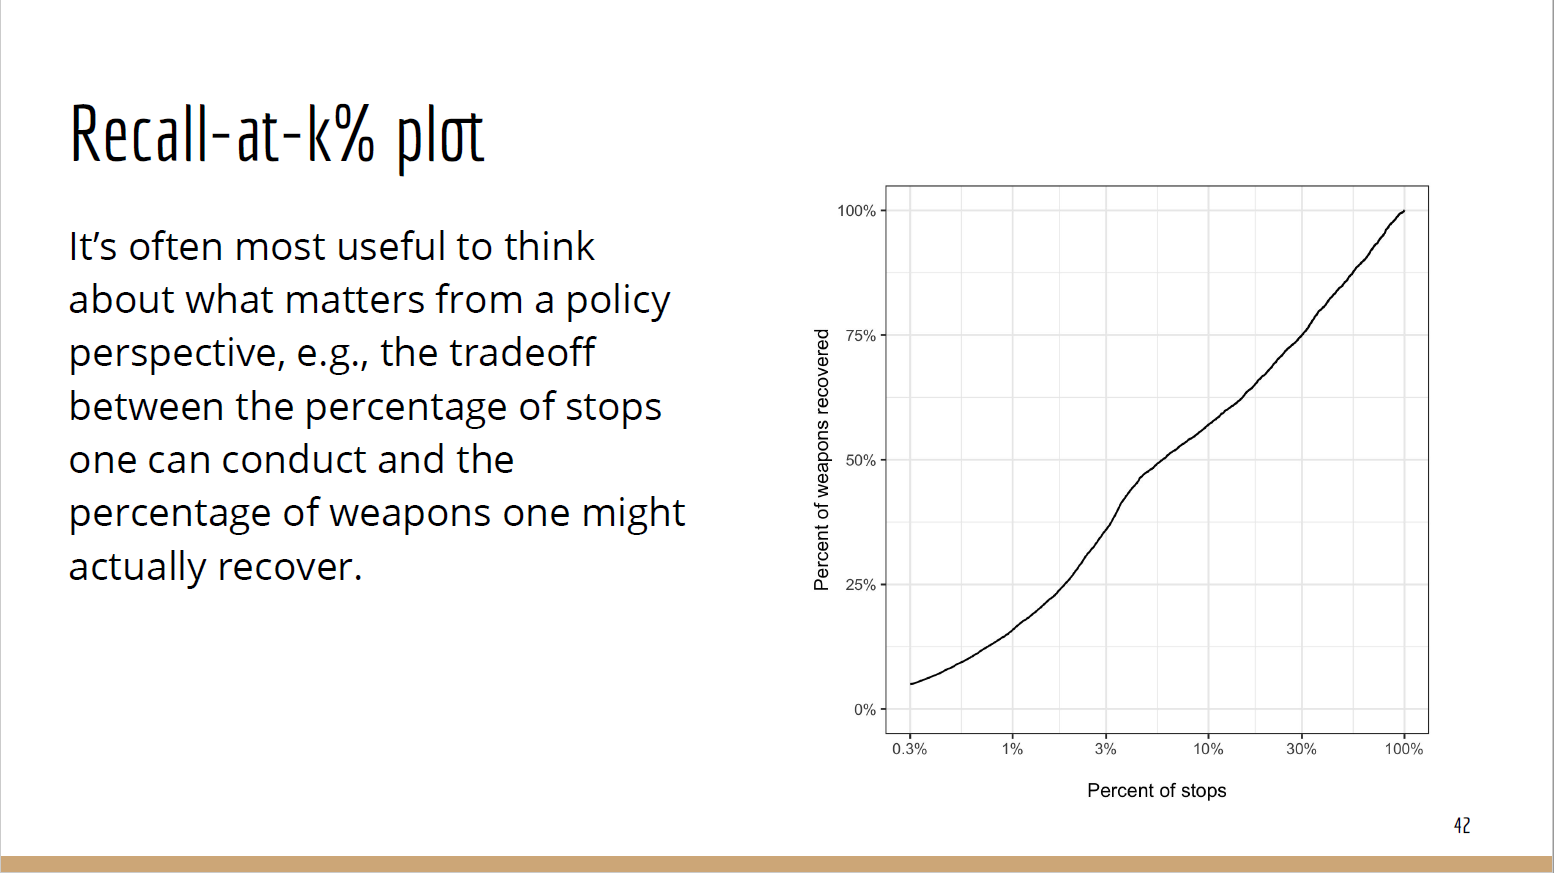 Recall-at-k% plot
It’s often most useful to think
about what matters from a policy
perspective, e.g., the tradeoff
between the percentage of stops
one can conduct and the
percentage of weapons one might
actually recover.
Percent of weapons recovered
100%
75%
50%
25%
0%
0.3% 1% 3% 10% 30% 100%
Percent of stops
42